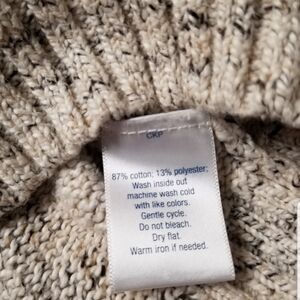 CKP
87% cotton; 13% polyester;
Wash inside out
machine wash cold
with like colors.
Gentle cycle.
Do not bleach.
Dry flat.
Warm iron if needed.